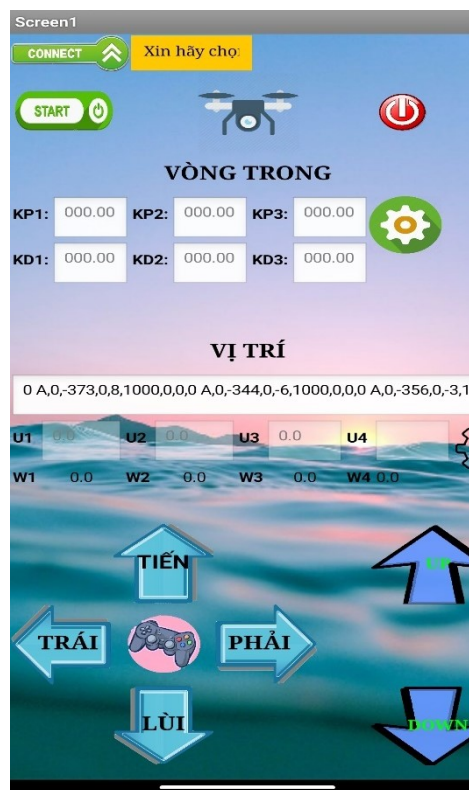 Screen1
CONNECT Xin hãy chọ
START
VÒNG TRONG
KP1: 000.00 KP2: 000.00 KP3: 000.00
KD1: 000.00 KD2: 000.00 KD3: 000.00
VỊ TRÍ
0 A,0,-373,0,8,1000,0,0,0 A,0,-344,0,-6,1000,0,0,0 A,0,-356,0,-3,1
U1 0.0 U2 0.0 U3 0.0 U4
W1 0.0 W2 0.0 W3 0.0 W4 0.0
TIẾN UP
TRÁI PHẢI
LÙI DOWN